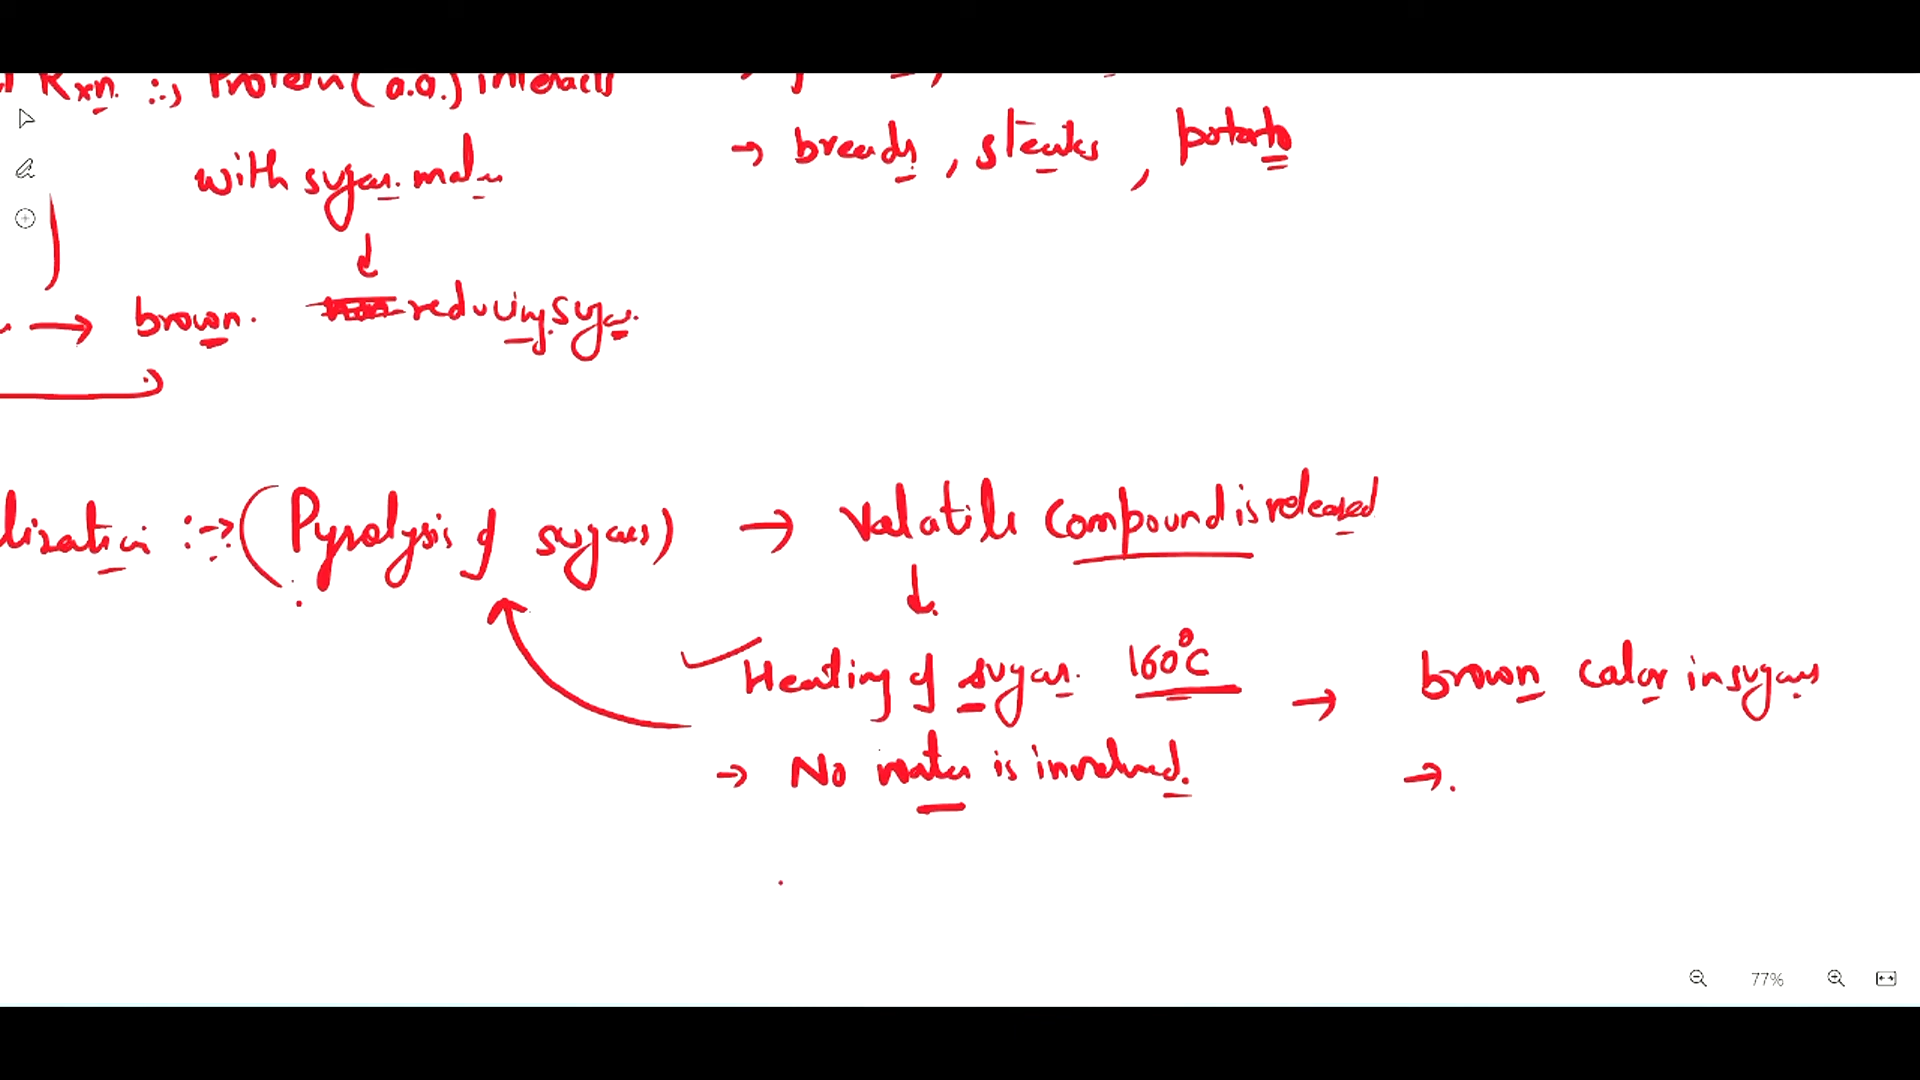 Rxn. :-> Protein (a.a.) interacts
with sugar.
-> breads, steaks, potato
-> brown.
reducing sugar.
lization :-> (Pyrolysis of sugars) -> Volatile Compound is released
Heating of sugar. 160°C -> brown color in sugars
-> No water is involved.
->.
77%